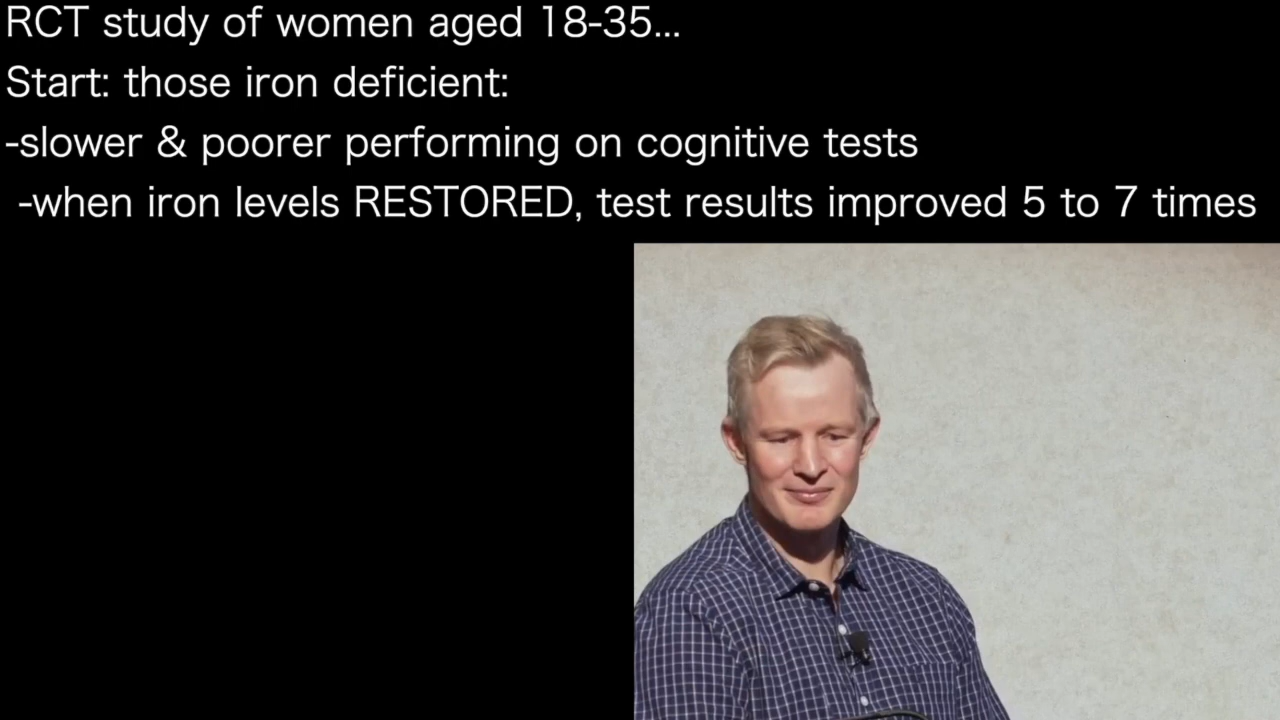 RCT study of women aged 18-35...
Start: those iron deficient:
-slower & poorer performing on cognitive tests
-when iron levels RESTORED, test results improved 5 to 7 times